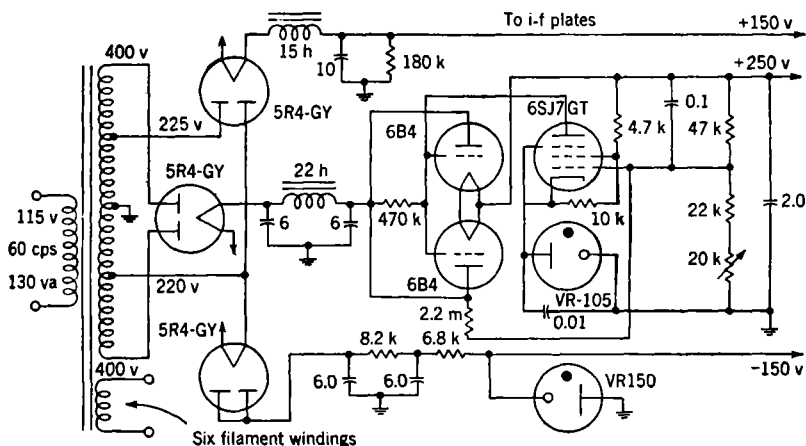 To i-f plates
+150 v
400 v
15 h
10
180 k
+250 v
5R4-GY
225 v
6SJ7GT
0.1
6B4
4.7 k
47 k
5R4-GY
22 h
2.0
115 v
6
6
470 k
10 k
22 k
60 cps
20 k
130 va
220 v
6B4
VR-105
2.2 m
0.01
5R4-GY
8.2 k
6.8 k
-150 v
400 v
6.0
6.0
VR150
Six filament windings